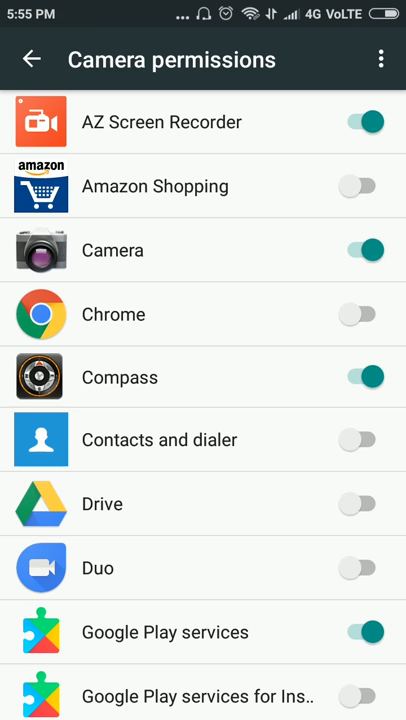 5:55 PM ... 4G VoLTE
Camera permissions
AZ Screen Recorder
amazon
Amazon Shopping
Camera
Chrome
Compass
Contacts and dialer
Drive
Duo
Google Play services
Google Play services for Ins..